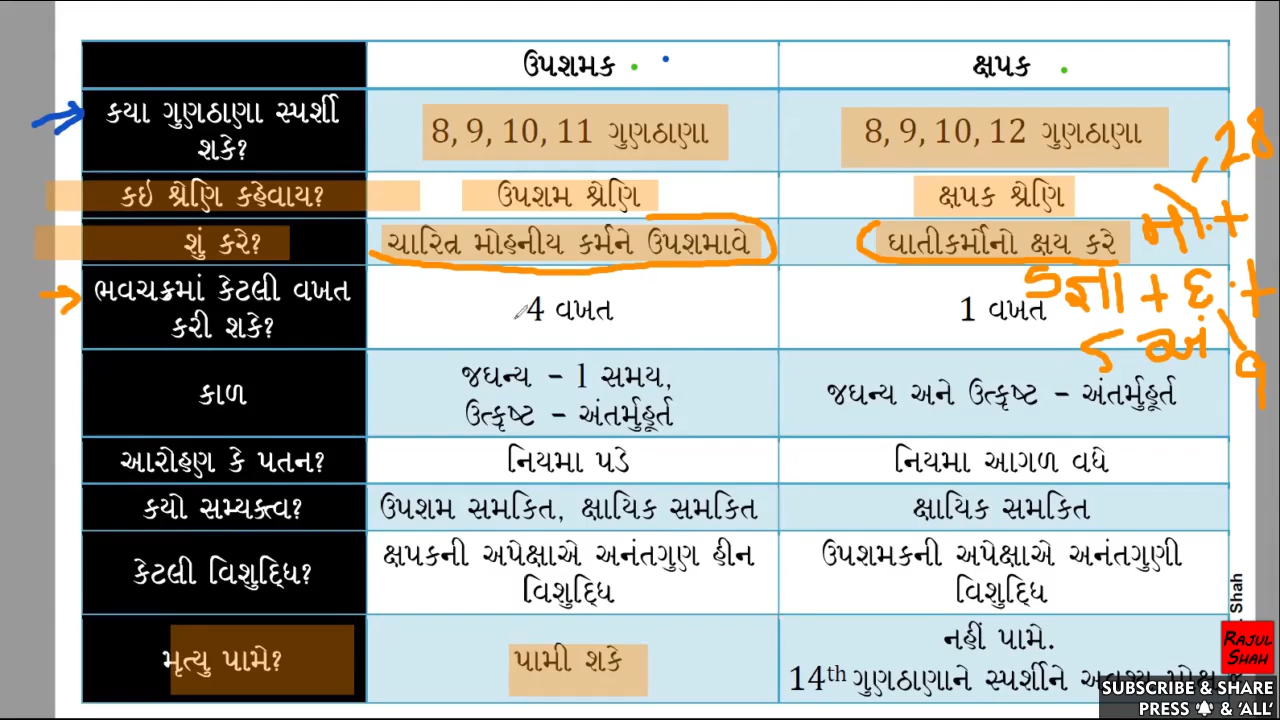 ઉપશમક ક્ષપક
કયા ગુણઠાણા સ્પર્શી
શકે?
8, 9, 10, 11 ગુણઠાણા
8, 9, 10, 12 ગુણઠાણા
કઇ શ્રેણિ કહેવાય?
ઉપશમ શ્રેણિ
ક્ષપક શ્રેણિ
શું કરે?
ચારિત્ર મોહનીય કર્મને ઉપશમાવે
ઘાતીકર્મોનો ક્ષય કરે
, 28
મો. +
5 જ્ઞા + દ. +
5 અં
9
ભવચક્રમાં કેટલી વખત
કરી શકે?
4 વખત
1 વખત
કાળ
જઘન્ય – 1 સમય,
ઉત્કૃષ્ટ – અંતર્મુહૂર્ત
જઘન્ય અને ઉત્કૃષ્ટ – અંતર્મુહૂર્ત
આરોહણ કે પતન?
નિયમા પડે
નિયમા આગળ વધે
કયો સમ્યક્ત્વ?
ઉપશમ સમકિત, ક્ષાયિક સમકિત
ક્ષાયિક સમકિત
કેટલી વિશુદ્ધિ?
ક્ષપકની અપેક્ષાએ અનંતગુણ હીન
વિશુદ્ધિ
ઉપશમકની અપેક્ષાએ અનંતગુણી
વિશુદ્ધિ
મૃત્યુ પામે?
પામી શકે
નહીં પામે.
14th ગુણઠાણાને સ્પર્શીને
Shah
RAJUL
SHAH
SUBSCRIBE & SHARE
PRESS & 'ALL'